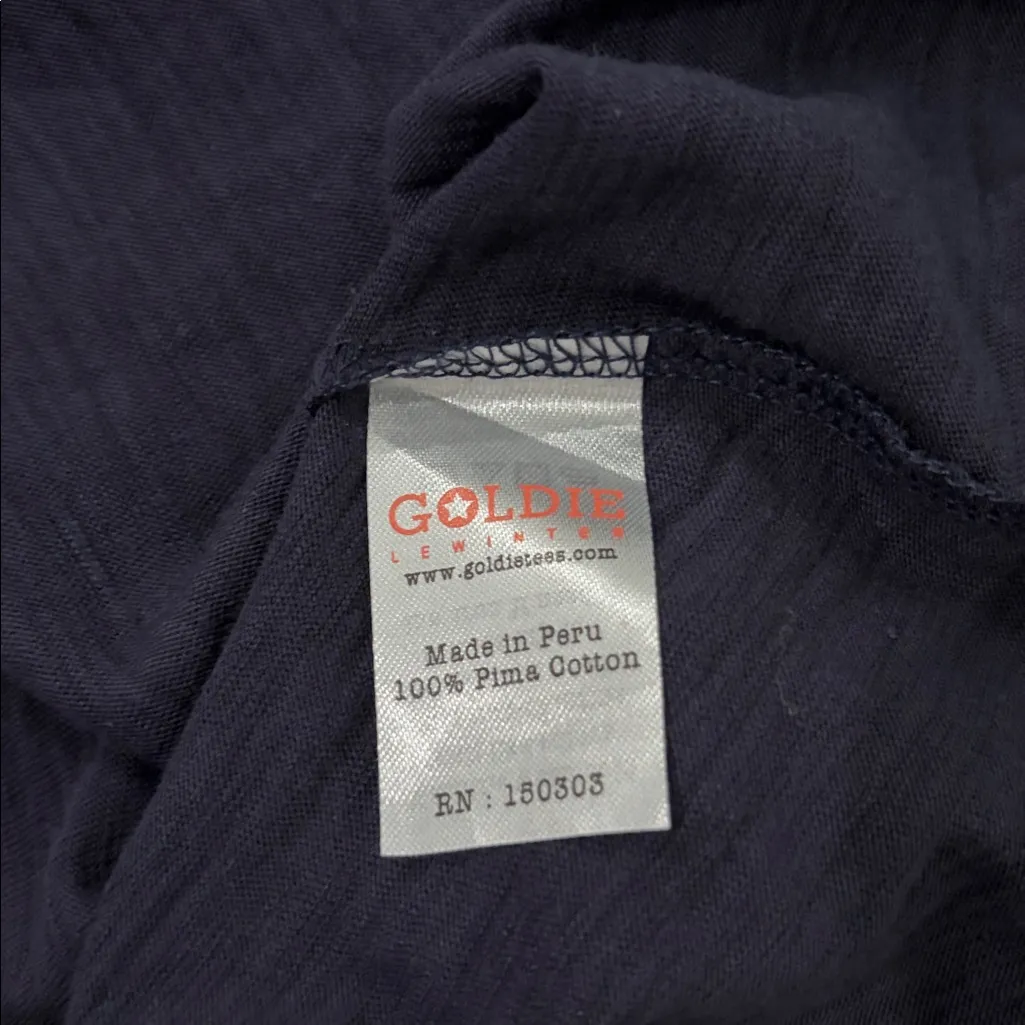 GOLDIE
LEWINTER
www.goldietees.com
Made in Peru
100% Pima Cotton
RN : 150303